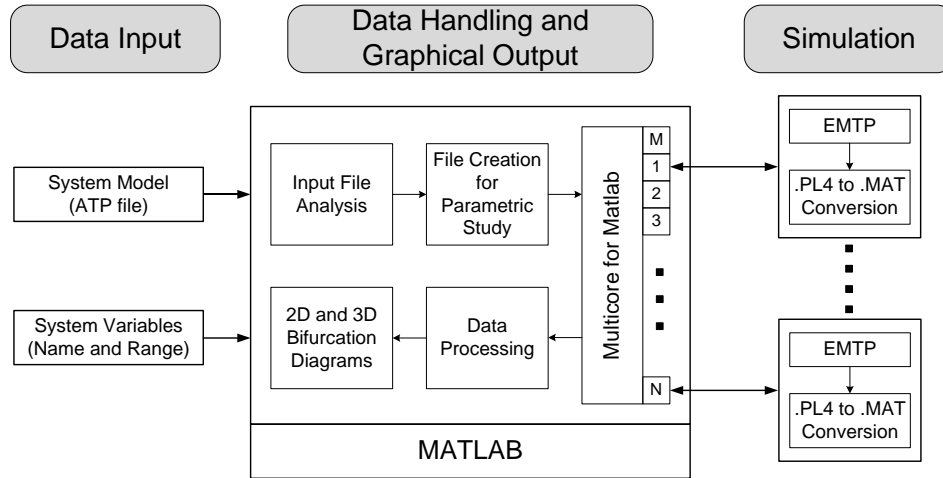 Data Input
Data Handling and
Graphical Output
Simulation
System Model
(ATP file)
System Variables
(Name and Range)
Input File
Analysis
File Creation
for
Parametric
Study
2D and 3D
Bifurcation
Diagrams
Data
Processing
Multicore for Matlab
M
1
2
3
N
MATLAB
EMTP
.PL4 to .MAT
Conversion
EMTP
.PL4 to .MAT
Conversion